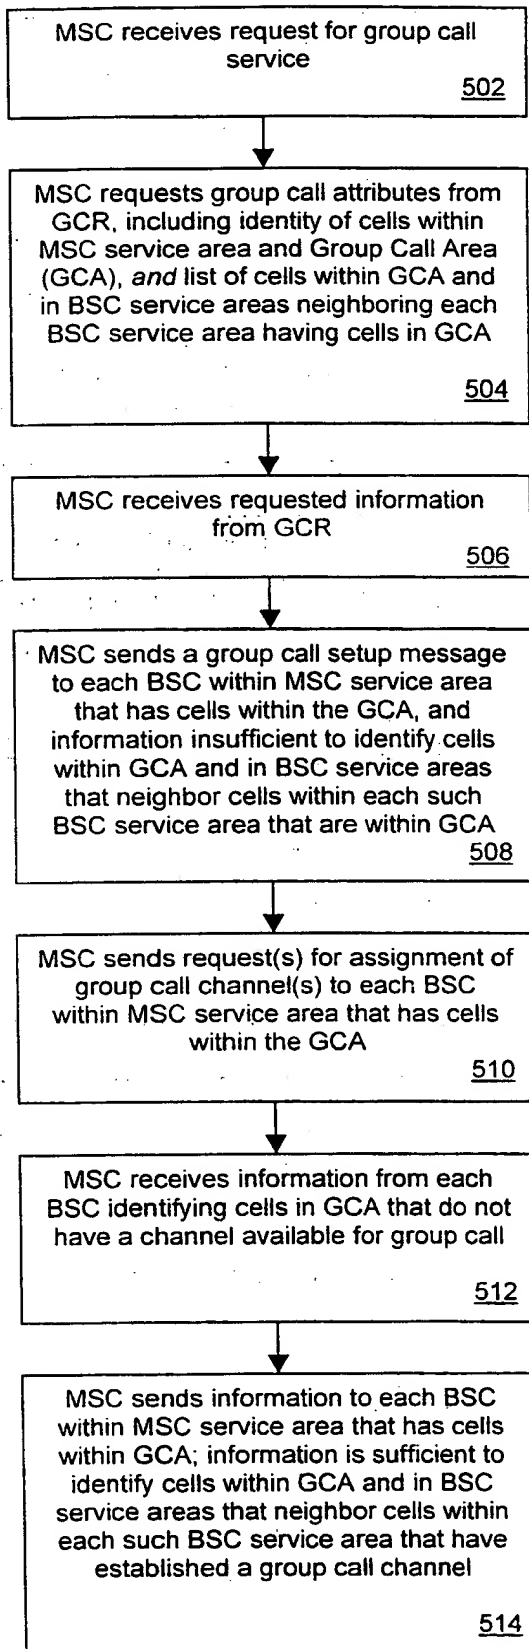 MSC receives request for group call
service
502
MSC requests group call attributes from
GCR, including identity of cells within
MSC service area and Group Call Area
(GCA), and list of cells within GCA and
in BSC service areas neighboring each
BSC service area having cells in GCA
504
MSC receives requested information
from GCR
506
MSC sends a group call setup message
to each BSC within MSC service area
that has cells within the GCA, and
information insufficient to identify cells
within GCA and in BSC service areas
that neighbor cells within each such
BSC service area that are within GCA
508
MSC sends request(s) for assignment of
group call channel(s) to each BSC
within MSC service area that has cells
within the GCA
510
MSC receives information from each
BSC identifying cells in GCA that do not
have a channel available for group call
512
MSC sends information to each BSC
within MSC service area that has cells
within GCA; information is sufficient to
identify cells within GCA and in BSC
service areas that neighbor cells within
each such BSC service area that have
established a group call channel
514